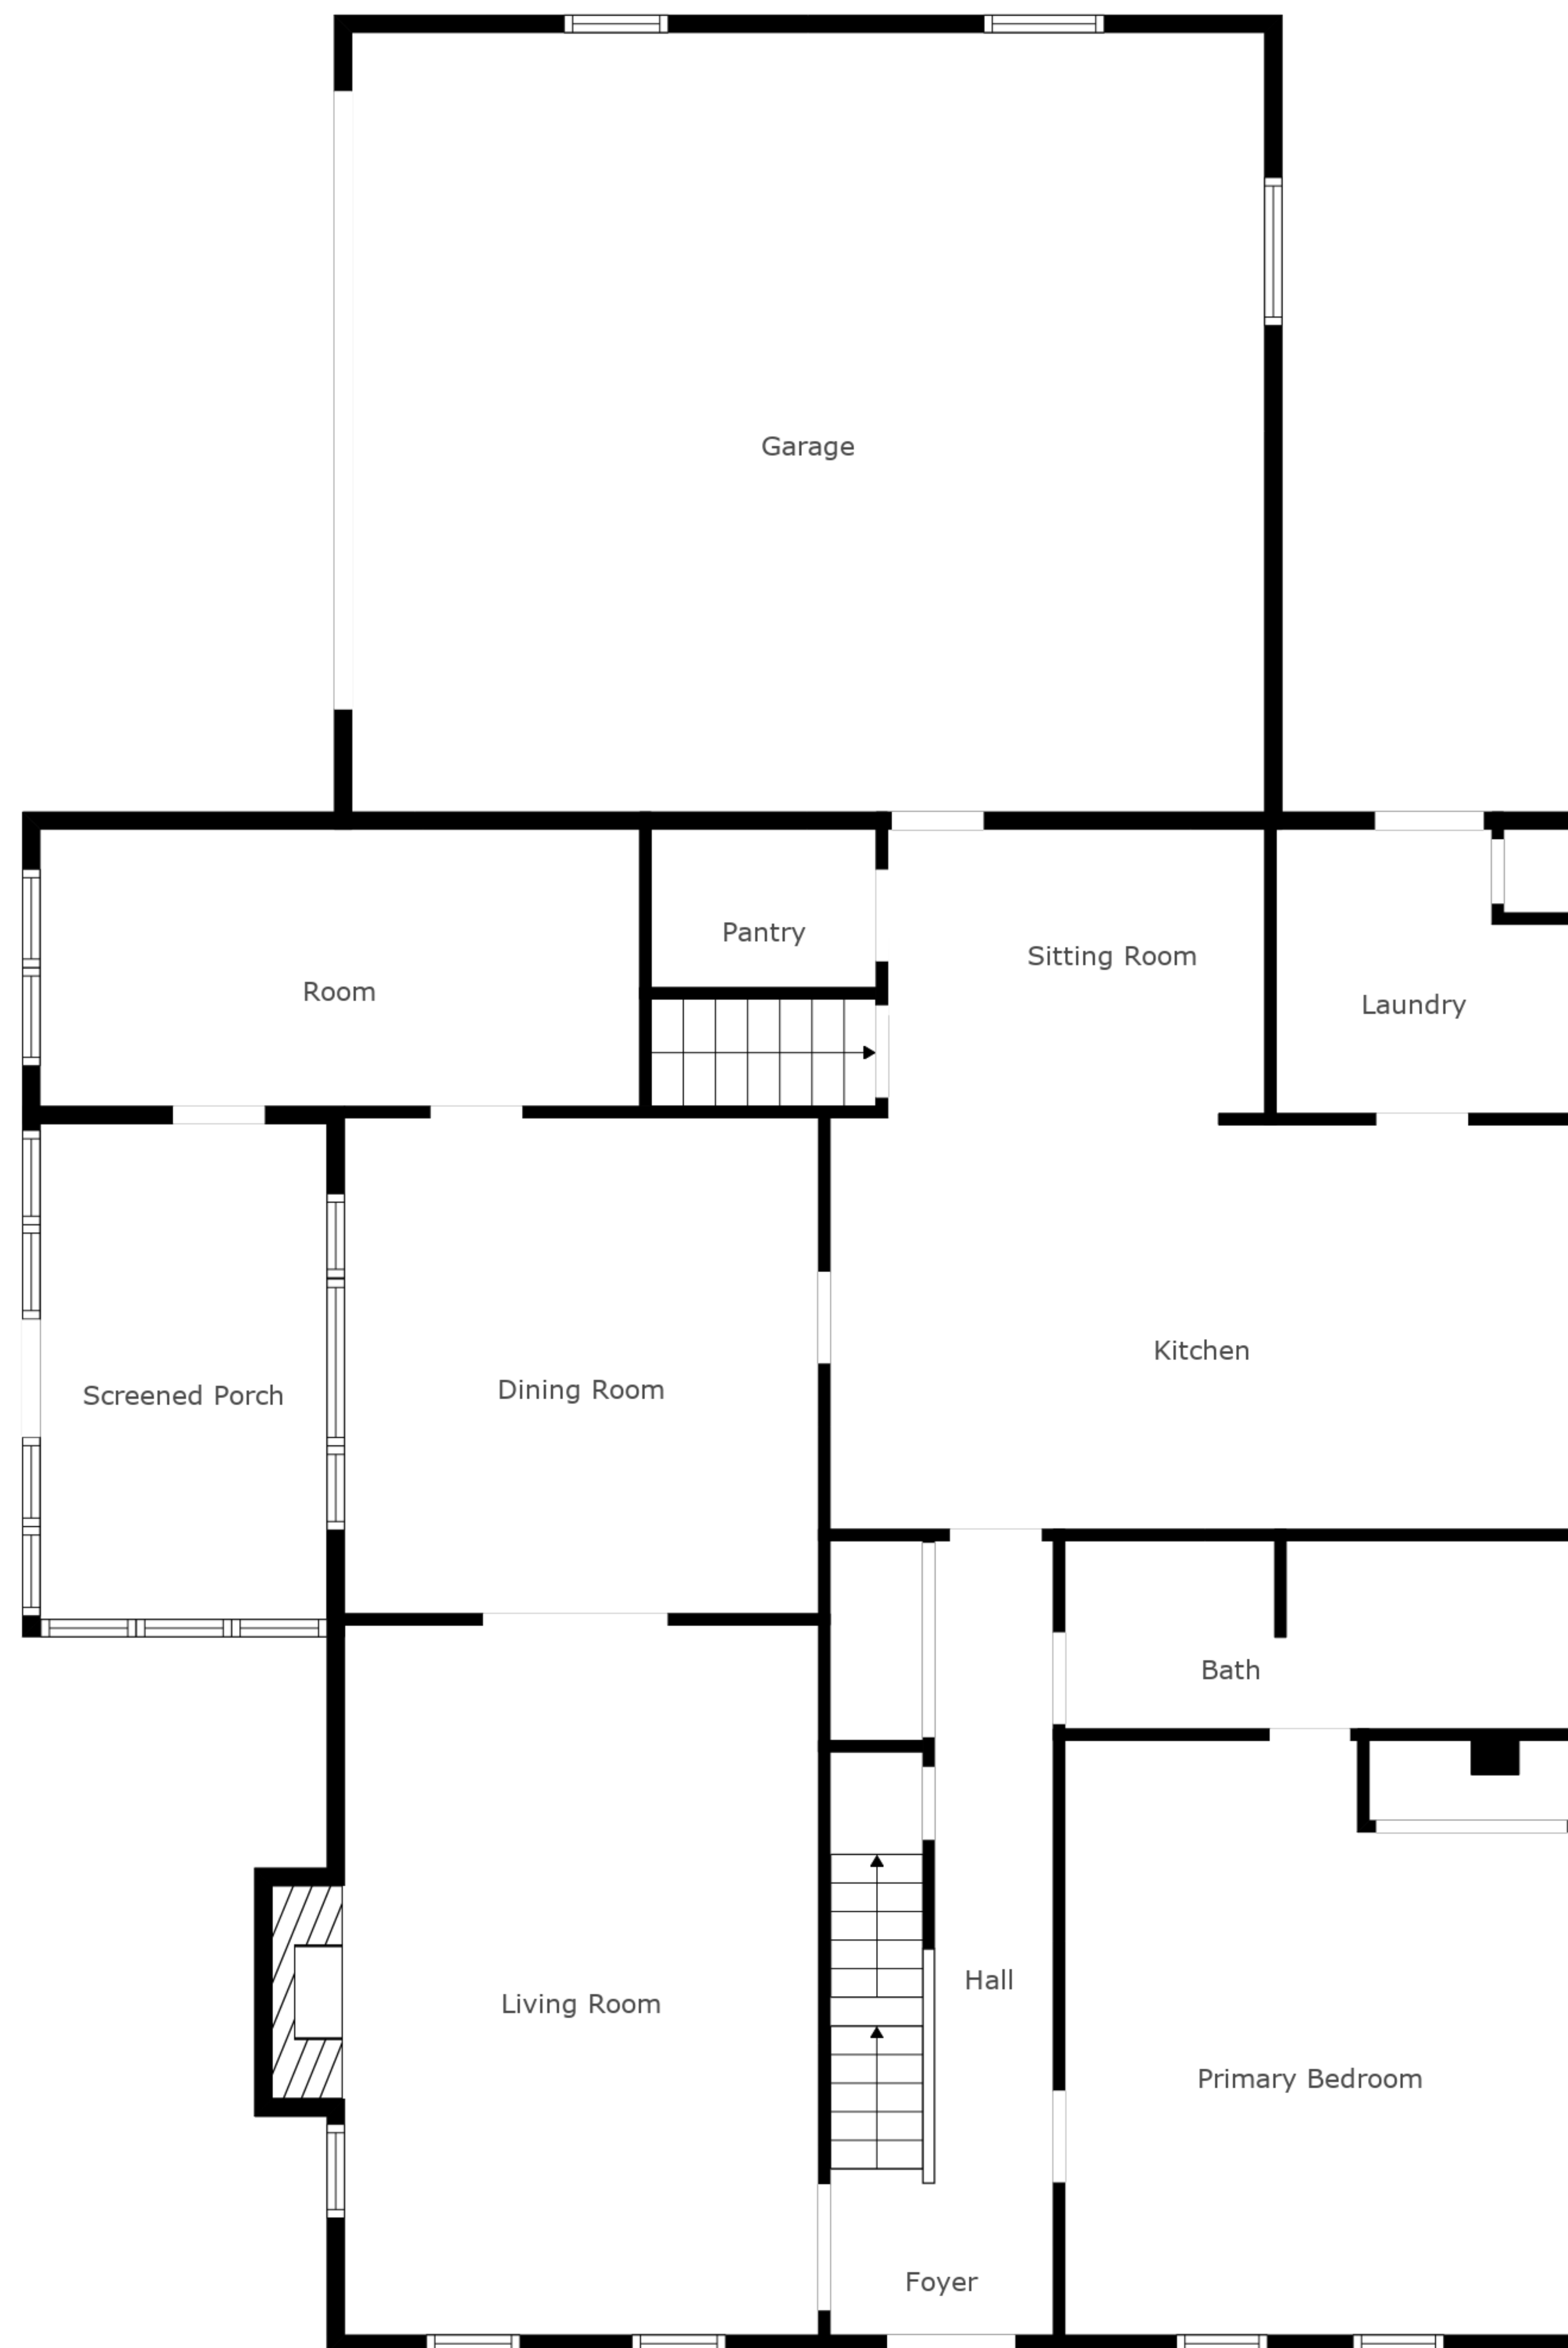 Garage
Pantry
Sitting Room
Room
Laundry
Kitchen
Screened Porch
Dining Room
Bath
Hall
Living Room
Primary Bedroom
Foyer